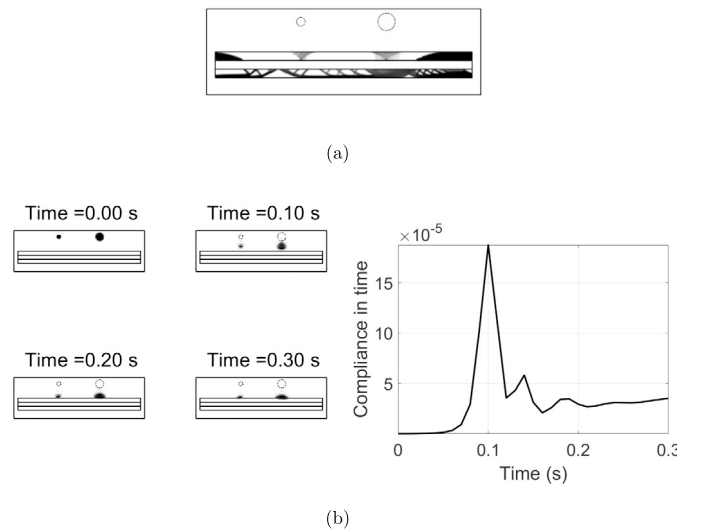 (a)
Time =0.00 s
Time =0.10 s
Time =0.20 s
Time =0.30 s
×10-5
Compliance in time
15
10
5
0
0.1
0.2
0.3
Time (s)
(b)